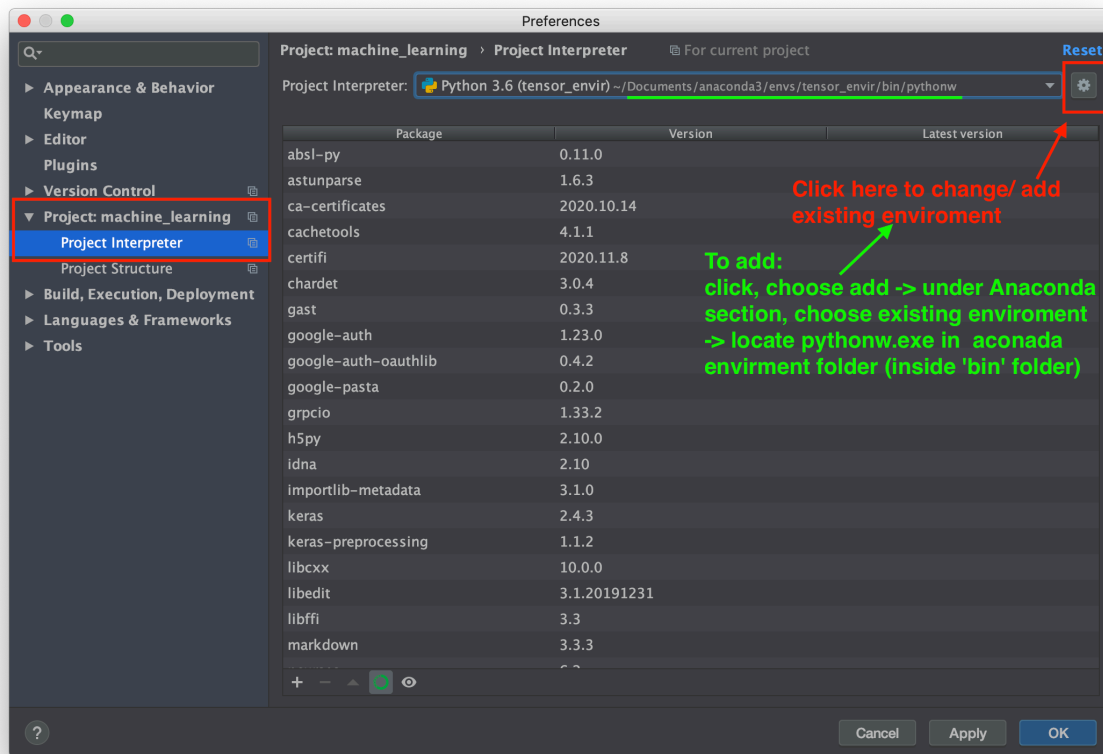 Preferences
Project: machine_learning › Project Interpreter For current project Reset
Project Interpreter: Python 3.6 (tensor_envir) ~/Documents/anaconda3/envs/tensor_envir/bin/pythonw
Appearance & Behavior
Keymap
Editor
Plugins
Version Control
Project: machine_learning
Project Interpreter
Project Structure
Build, Execution, Deployment
Languages & Frameworks
Tools
Package Version Latest version
absl-py 0.11.0
astunparse 1.6.3
ca-certificates 2020.10.14
cachetools 4.1.1
certifi 2020.11.8
chardet 3.0.4
gast 0.3.3
google-auth 1.23.0
google-auth-oauthlib 0.4.2
google-pasta 0.2.0
grpcio 1.33.2
h5py 2.10.0
idna 2.10
importlib-metadata 3.1.0
keras 2.4.3
keras-preprocessing 1.1.2
libcxx 10.0.0
libedit 3.1.20191231
libffi 3.3
markdown 3.3.3
Click here to change/ add
existing enviroment
To add:
click, choose add -> under Anaconda
section, choose existing enviroment
-> locate pythonw.exe in aconada
envirment folder (inside 'bin' folder)
? Cancel Apply OK